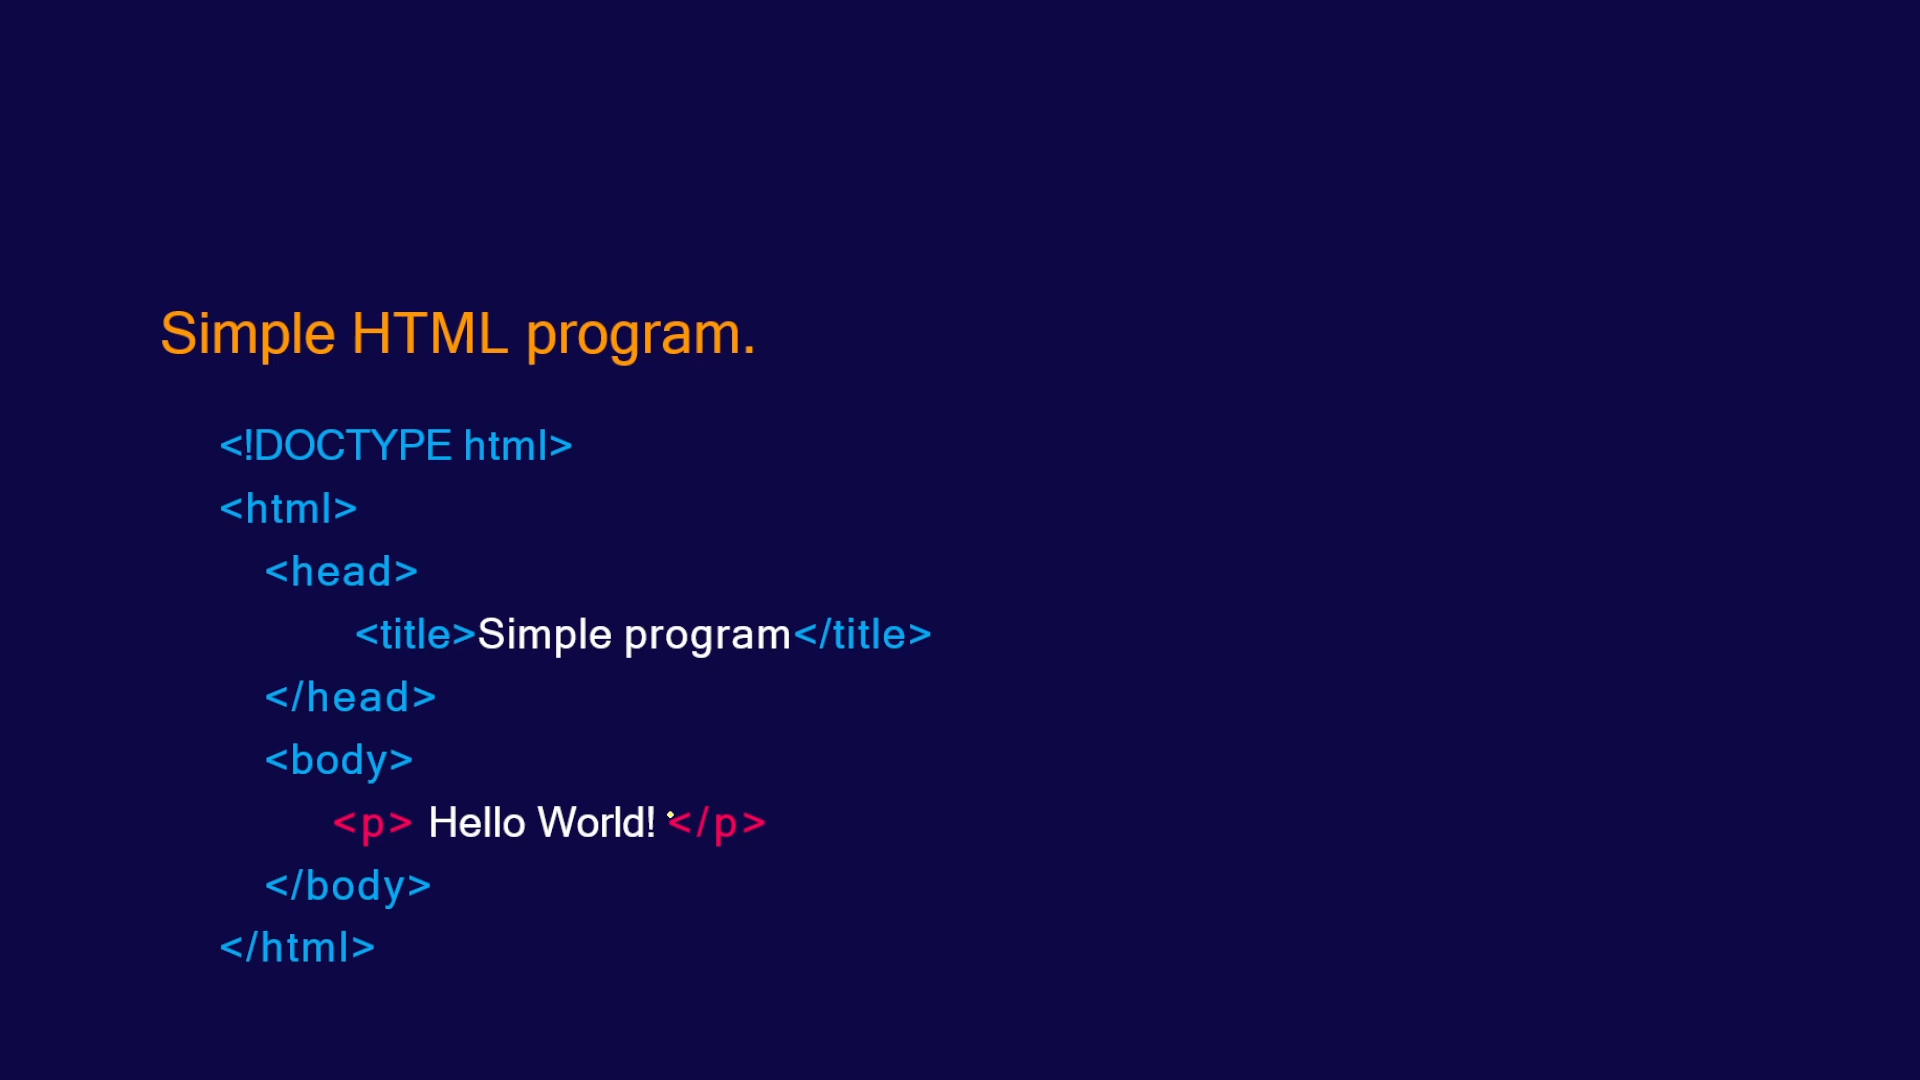 Simple HTML program.
<!DOCTYPE html>
<html>
<head>
<title>Simple program</title>
</head>
<body>
<p> Hello World! </p>
</body>
</html>